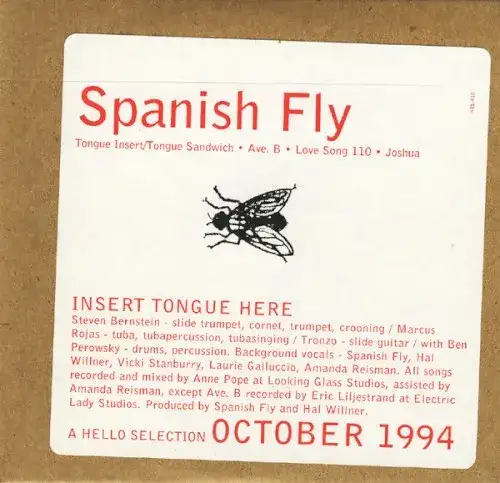 Spanish Fly
Tongue Insert/Tongue Sandwich • Ave. B • Love Song 110 • Joshua
INSERT TONGUE HERE
Steven Bernstein - slide trumpet, cornet, trumpet, crooning / Marcus
Rojas - tuba, tubapercussion, tubasinging / Tronzo - slide guitar / with Ben
Perowsky - drums, percussion. Background vocals - Spanish Fly, Hal
Willner, Vicki Stanburry, Laurie Galluccio, Amanda Reisman. All songs
recorded and mixed by Anne Pope at Looking Glass Studios, assisted by
Amanda Reisman, except Ave. B recorded by Eric Liljestrand at Electric
Lady Studios. Produced by Spanish Fly and Hal Willner.
A HELLO SELECTION OCTOBER 1994